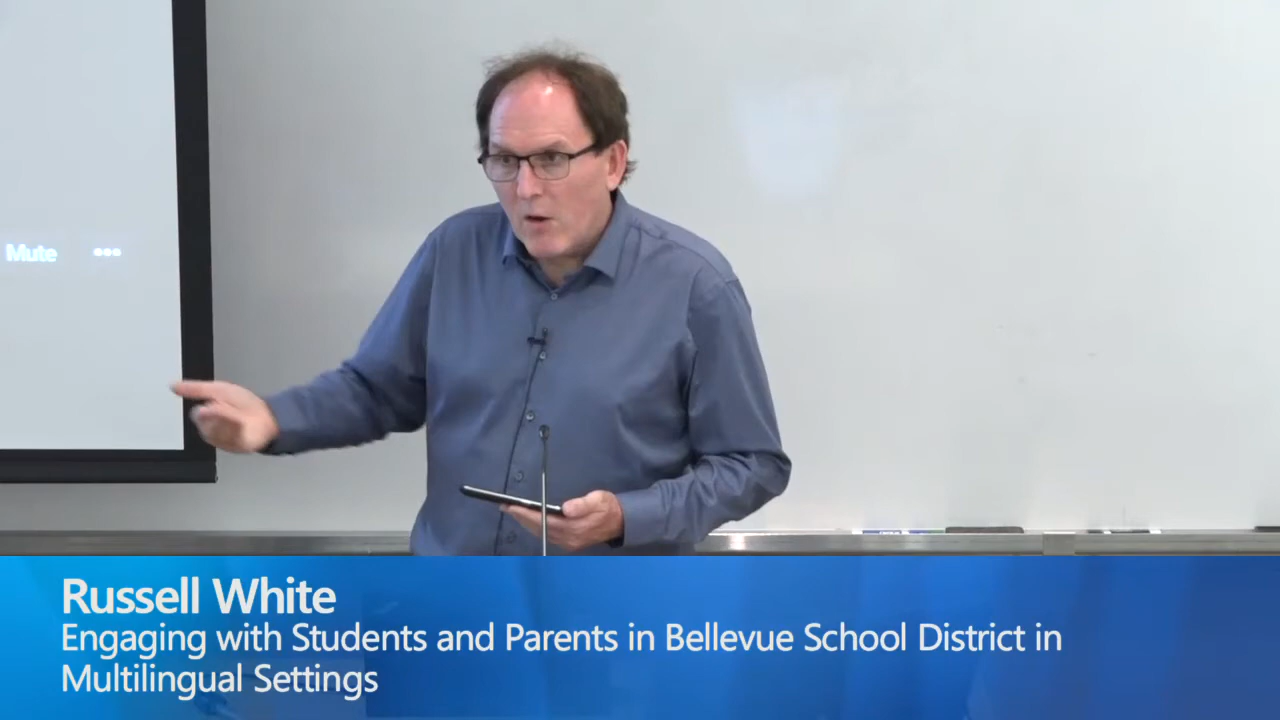 Mute •••
Russell White
Engaging with Students and Parents in Bellevue School District in
Multilingual Settings